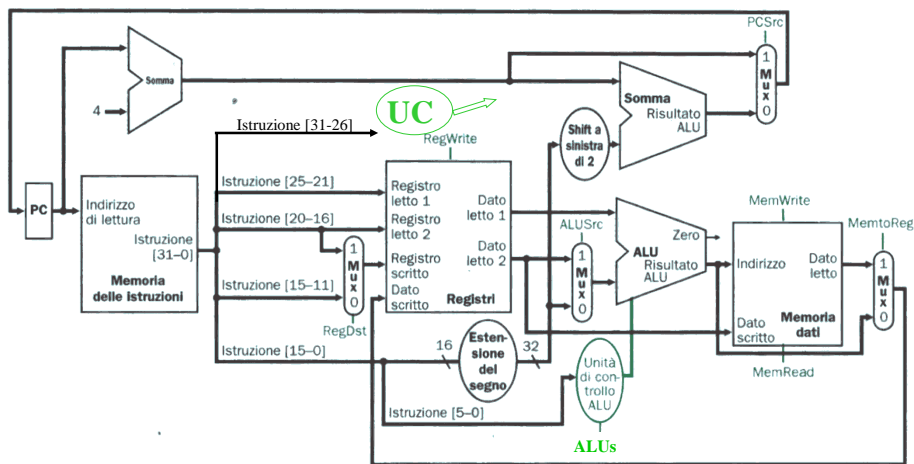 PCSrc
1
Mux
0
Somma
4
Somma
Risultato
ALU
UC
Istruzione [31-26]
RegWrite
Shift a
sinistra
di 2
PC
Indirizzo
di lettura
Istruzione
[31–0]
Memoria
delle istruzioni
Istruzione [25–21]
Istruzione [20–16]
Istruzione [15–11]
Istruzione [15–0]
Istruzione [5–0]
1
Mux
0
RegDst
Registro
letto 1
Registro
letto 2
Registro
scritto
Dato
scritto
Dato
letto 1
Dato
letto 2
Registri
ALUSrc
1
Mux
0
Zero
ALU
Risultato
ALU
MemWrite
Indirizzo
Dato
letto
Dato
scritto
Memoria
dati
MemRead
MemtoReg
1
Mux
0
16
Esten-
sione
del
segno
32
Unità
di con-
trollo
ALU
ALUs